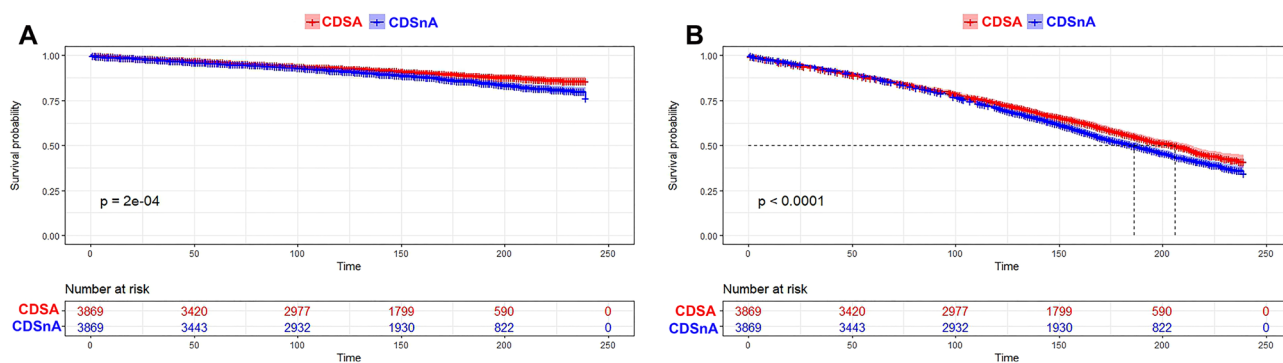 A
CDSA CDSnA
Survival probability
1.00
0.75
0.50
0.25
0.00
p = 2e-04
0 50 100 150 200 250
Time
Number at risk
CDSA 3869 3420 2977 1799 590 0
CDSnA 3869 3443 2932 1930 822 0
0 50 100 150 200 250
Time
B
CDSA CDSnA
Survival probability
1.00
0.75
0.50
0.25
0.00
p < 0.0001
0 50 100 150 200 250
Time
Number at risk
CDSA 3869 3420 2977 1799 590 0
CDSnA 3869 3443 2932 1930 822 0
0 50 100 150 200 250
Time